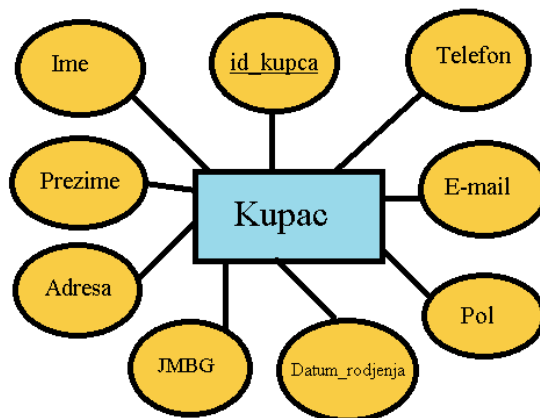 Ime
id_kupca
Telefon
Prezime
Kupac
E-mail
Adresa
Pol
JMBG
Datum_rodjenja